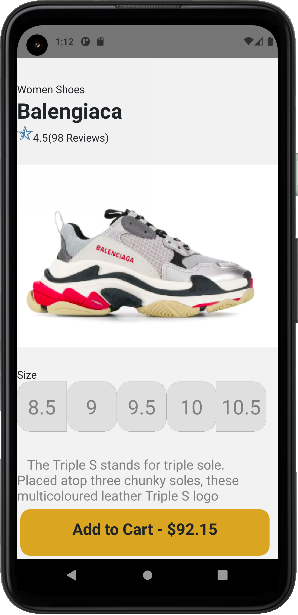 1:12
Women Shoes
Balengiaca
4.5(98 Reviews)
BALENCIAGA
Size
8.5 9 9.5 10 10.5
The Triple S stands for triple sole.
Placed atop three chunky soles, these
multicoloured leather Triple S logo
Add to Cart - $92.15